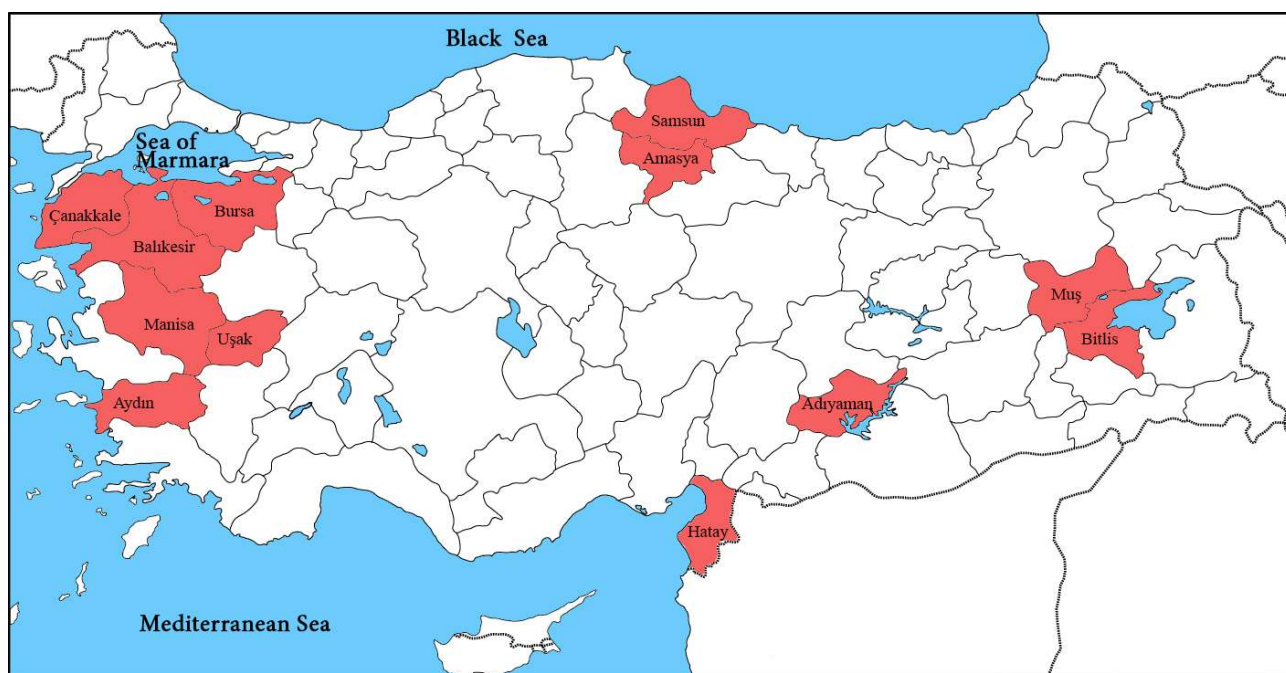 Black Sea
Samsun
Sea of
Marmara
Amasya
Çanakkale
Bursa
Balıkesir
Muş
Manisa
Uşak
Bitlis
Aydın
Adıyaman
Hatay
Mediterranean Sea